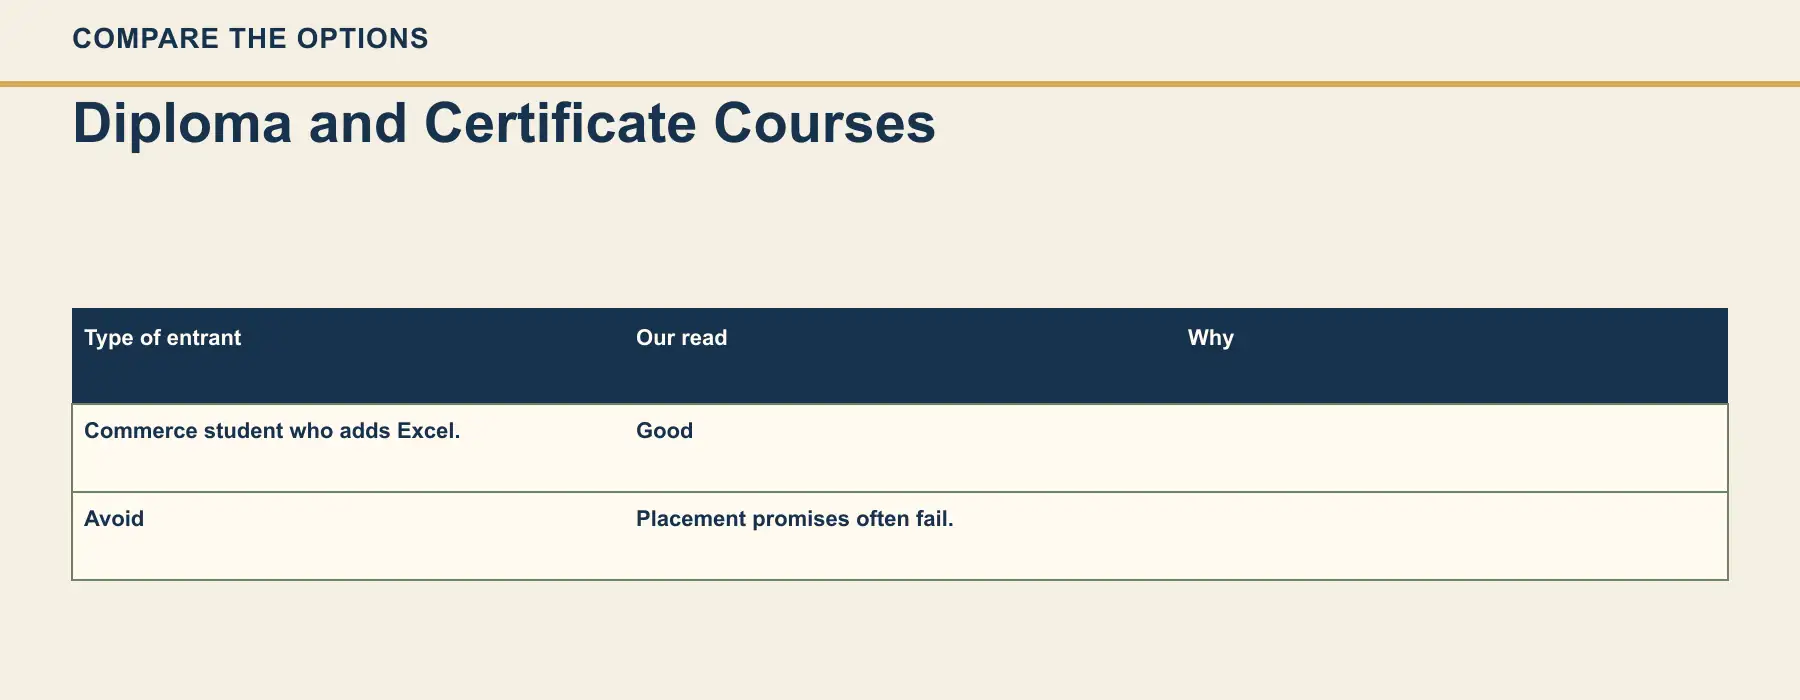 COMPARE THE OPTIONS
Diploma and Certificate Courses
Type of entrant Our read Why
Commerce student who adds Excel. Good
Avoid Placement promises often fail.